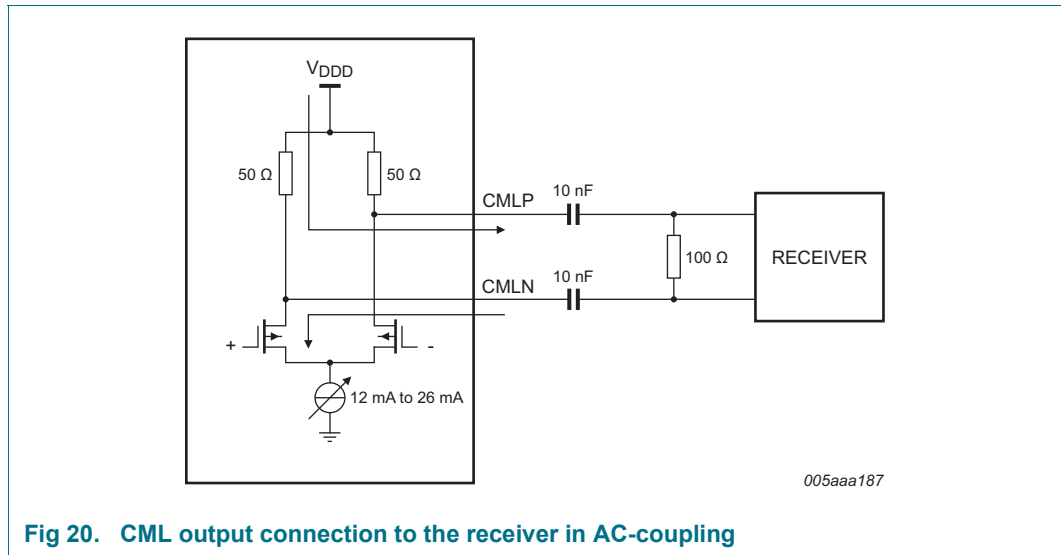 VDDD
50 Ω
50 Ω
CMLP
10 nF
100 Ω
RECEIVER
CMLN
10 nF
+
-
12 mA to 26 mA
005aaa187
Fig 20. CML output connection to the receiver in AC-coupling